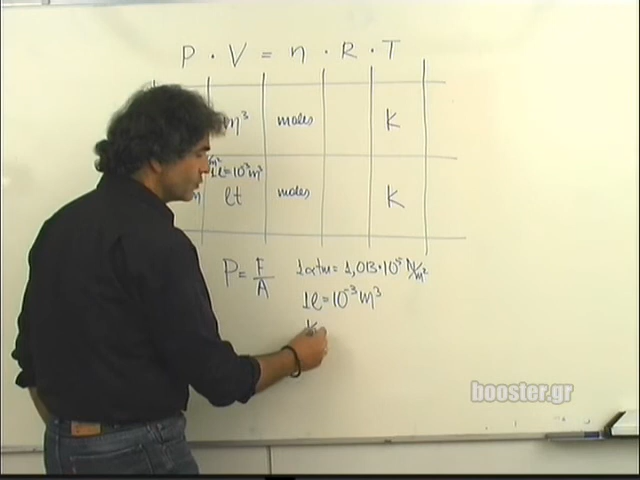 P · V = n · R · T
m³ moles K
1ℓ=10⁻³m³
lt moles K
P = F/A
1atm = 1,013·10⁵ N/m²
1ℓ = 10⁻³ m³
K
booster.gr